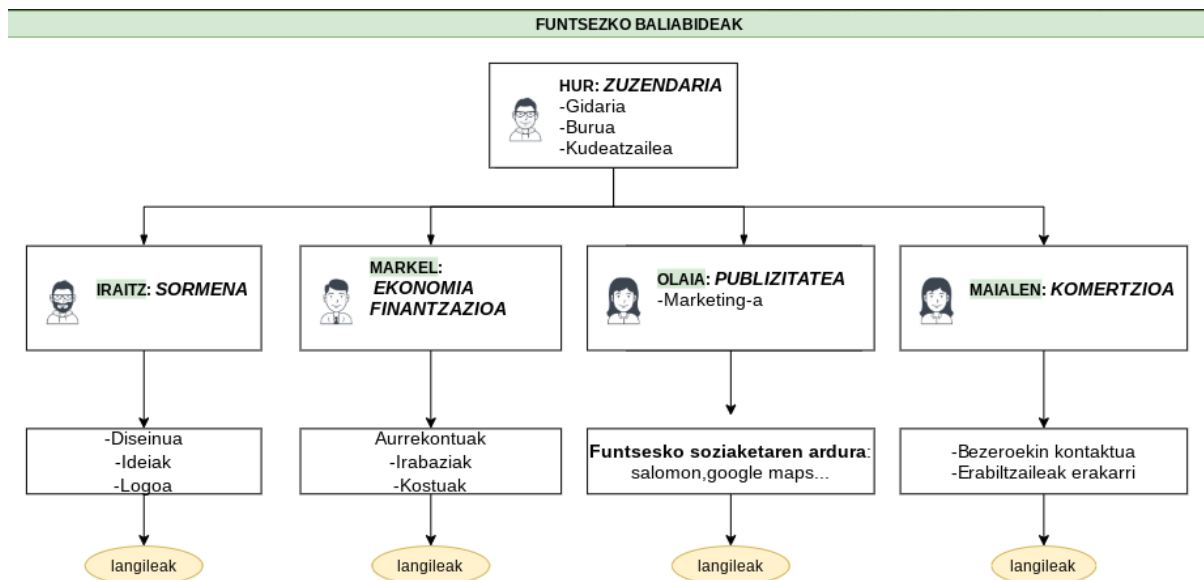 FUNTSEZKO BALIABIDEAK
HUR: ZUZENDARIA
-Gidaria
-Burua
-Kudeatzailea
IRAITZ: SORMENA
MARKEL:
EKONOMIA
FINANTZAZIOA
OLAIA: PUBLIZITATEA
-Marketing-a
MAIALEN: KOMERTZIOA
-Diseinua
-Ideiak
-Logoa
Aurrekontuak
-Irabaziak
-Kostuak
Funtsesko soziaketaren ardura:
salomon,google maps...
-Bezeroekin kontaktua
-Erabiltzaileak erakarri
langileak
langileak
langileak
langileak